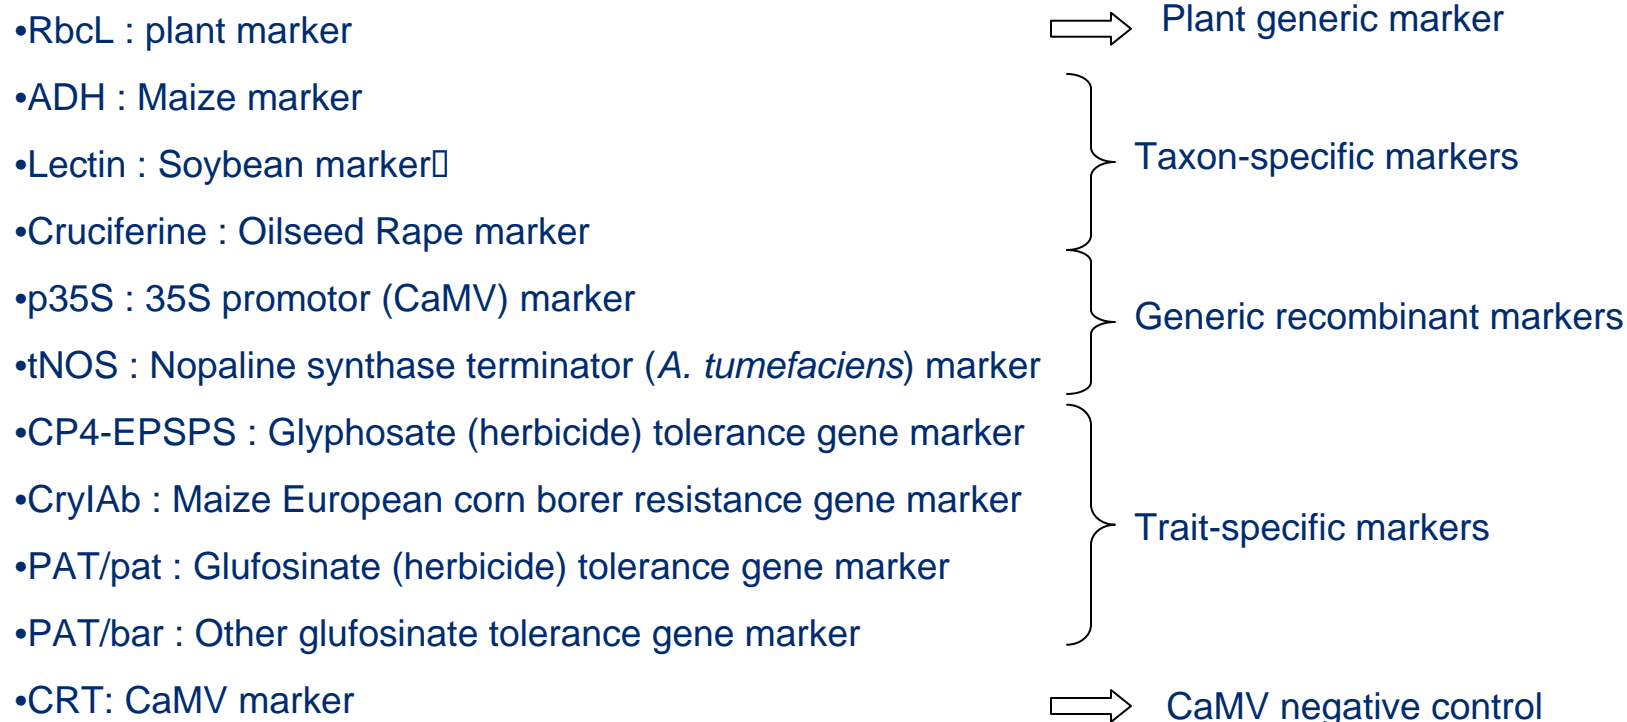 •RbcL : plant marker
Plant generic marker
•ADH : Maize marker
•Lectin : Soybean marker▯
Taxon-specific markers
•Cruciferine : Oilseed Rape marker
•p35S : 35S promotor (CaMV) marker
Generic recombinant markers
•tNOS : Nopaline synthase terminator (A. tumefaciens) marker
•CP4-EPSPS : Glyphosate (herbicide) tolerance gene marker
•CryIAb : Maize European corn borer resistance gene marker
Trait-specific markers
•PAT/pat : Glufosinate (herbicide) tolerance gene marker
•PAT/bar : Other glufosinate tolerance gene marker
•CRT: CaMV marker
CaMV negative control